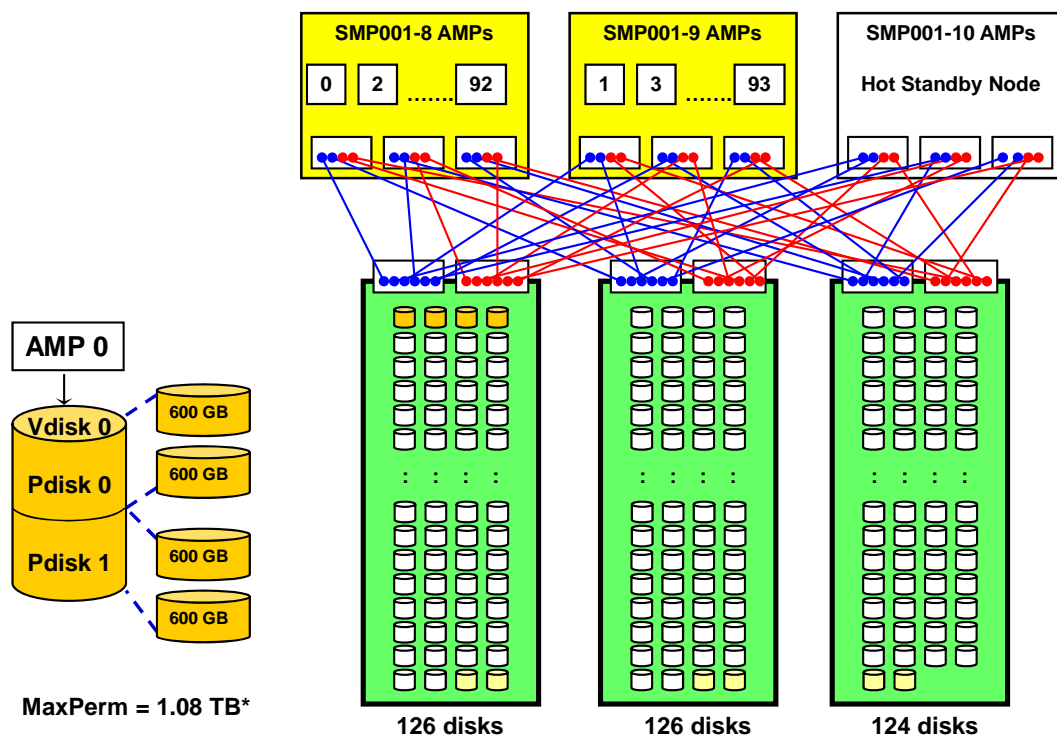 SMP001-8 AMPs
0 2 ....... 92
SMP001-9 AMPs
1 3 ....... 93
SMP001-10 AMPs
Hot Standby Node
AMP 0
Vdisk 0
Pdisk 0
Pdisk 1
600 GB
600 GB
600 GB
600 GB
MaxPerm = 1.08 TB*
: : : :
: : : :
: : : :
126 disks
126 disks
124 disks